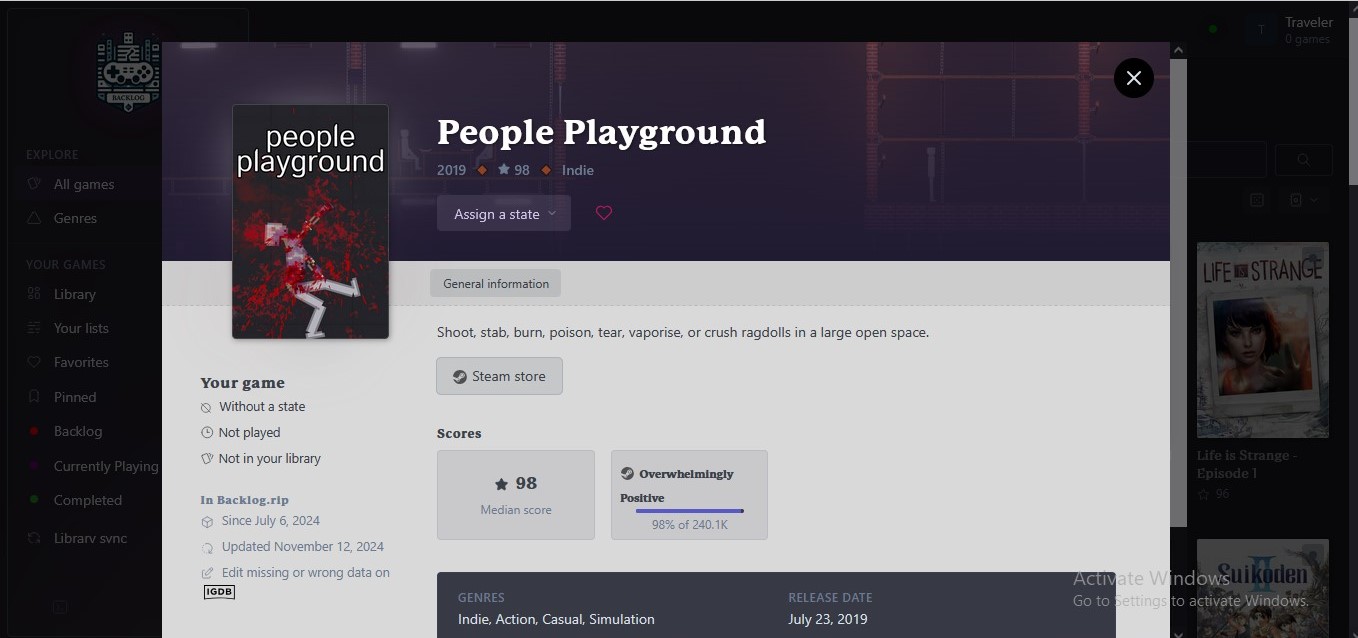 Traveler
T
0 games
BACKLOG
EXPLORE
All games
Genres
YOUR GAMES
Library
Your lists
Favorites
Pinned
Backlog
Currently Playing
Completed
Library sync
people
playground
People Playground
2019 98 Indie
Assign a state
General information
Shoot, stab, burn, poison, tear, vaporise, or crush ragdolls in a large open space.
Steam store
Your game
Without a state
Not played
Not in your library
In Backlog.rip
Since July 6, 2024
Updated November 12, 2024
Edit missing or wrong data on
IGDB
Scores
98
Median score
Overwhelmingly
Positive
98% of 240.1K
GENRES
Indie, Action, Casual, Simulation
RELEASE DATE
July 23, 2019
LIFE IS STRANGE
Life is Strange -
Episode 1
96
Suikoden
II
Activate Windows
Go to Settings to activate Windows.